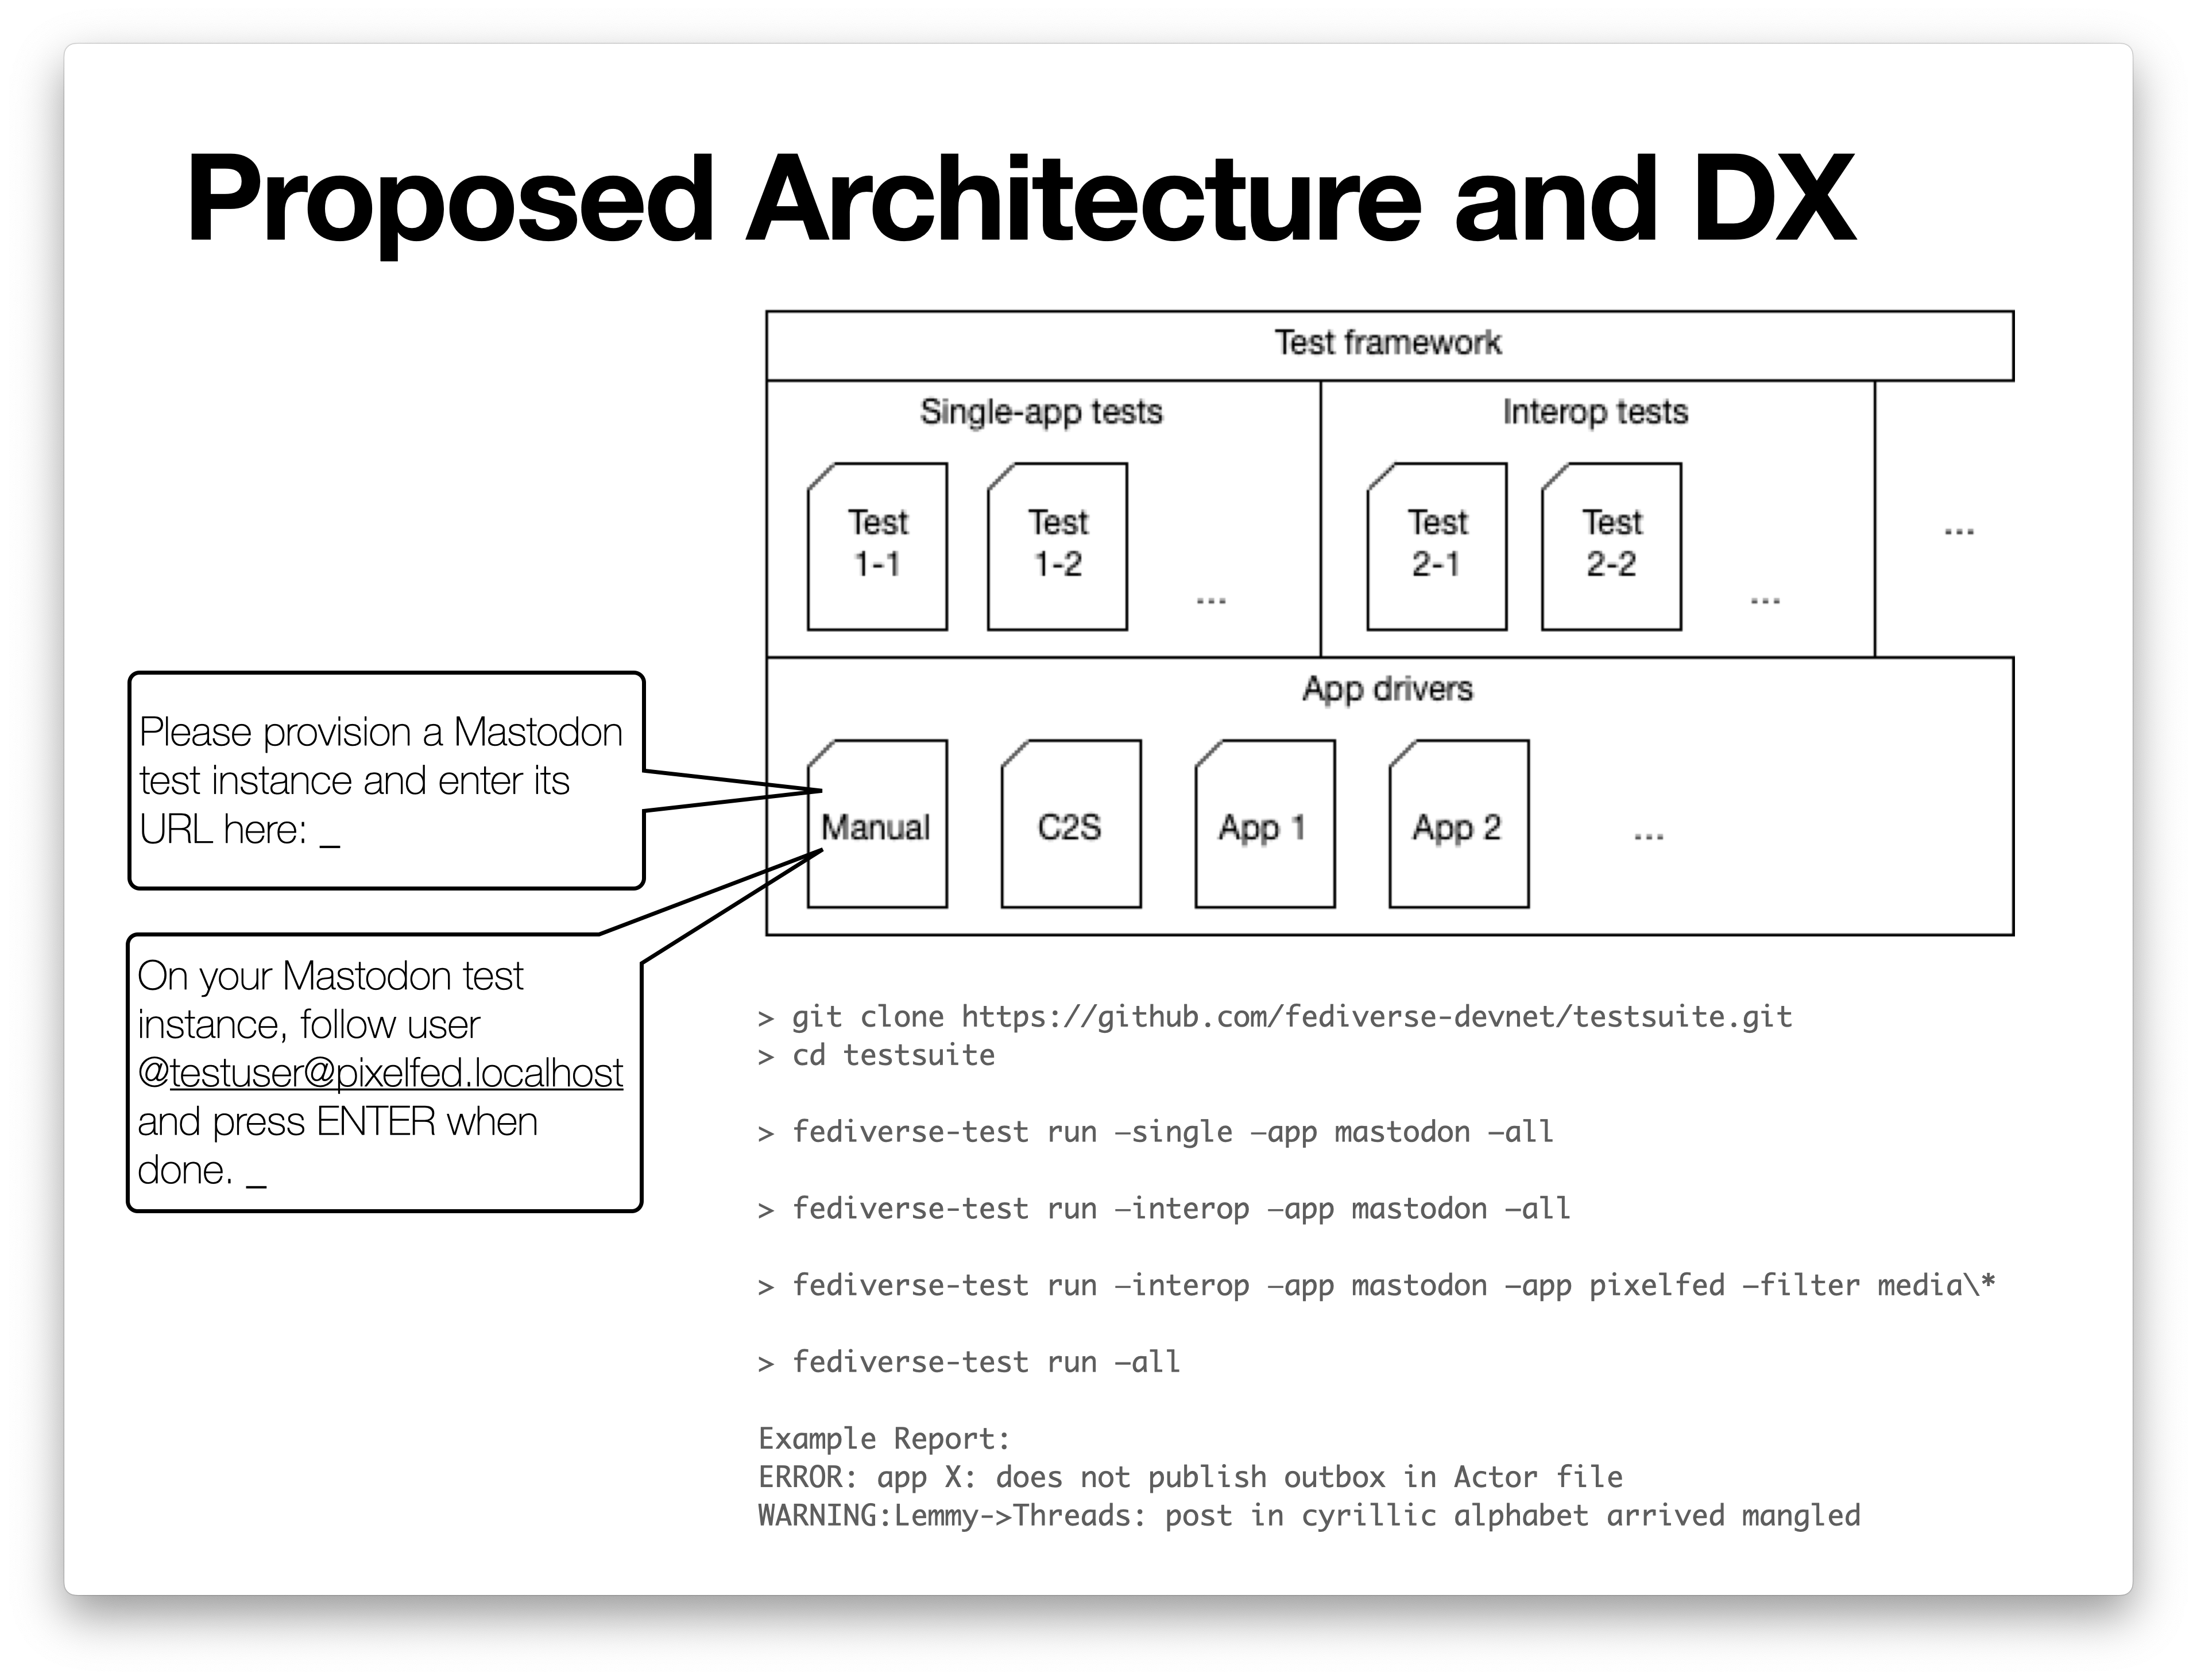 Proposed Architecture and DX
Test framework
Single-app tests
Interop tests
Test
1-1
Test
1-2
...
Test
2-1
Test
2-2
...
...
App drivers
Manual
C2S
App 1
App 2
...
Please provision a Mastodon
test instance and enter its
URL here: _
On your Mastodon test
instance, follow user
@testuser@pixelfed.localhost
and press ENTER when
done. _
> git clone https://github.com/fediverse-devnet/testsuite.git
> cd testsuite
> fediverse-test run —single —app mastodon —all
> fediverse-test run —interop —app mastodon —all
> fediverse-test run —interop —app mastodon —app pixelfed —filter media\*
> fediverse-test run —all
Example Report:
ERROR: app X: does not publish outbox in Actor file
WARNING:Lemmy->Threads: post in cyrillic alphabet arrived mangled